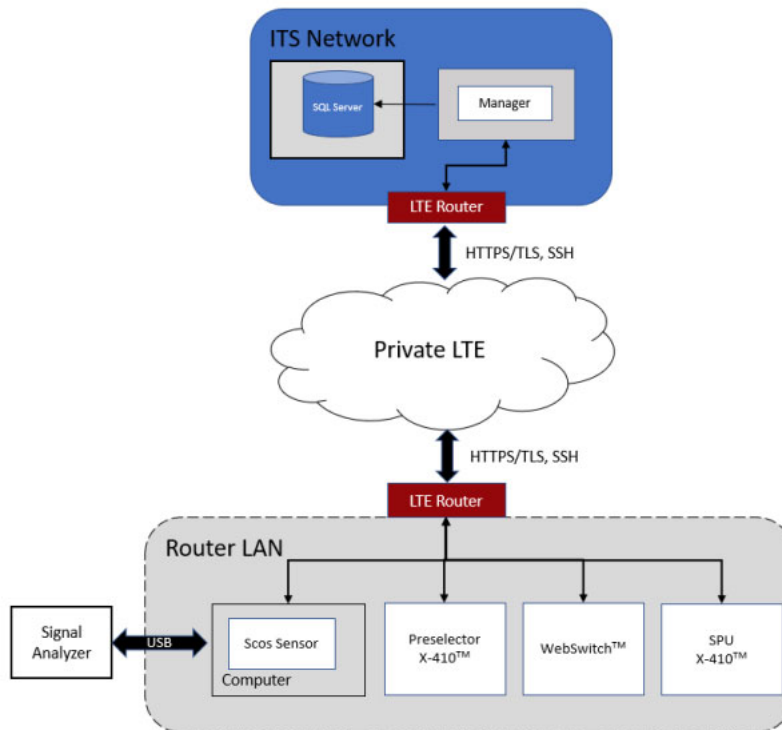 ITS Network
SQL Server
Manager
LTE Router
HTTPS/TLS, SSH
Private LTE
HTTPS/TLS, SSH
LTE Router
Router LAN
Signal
Analyzer
USB
Scos Sensor
Computer
Preselector
X-410™
WebSwitch™
SPU
X-410™